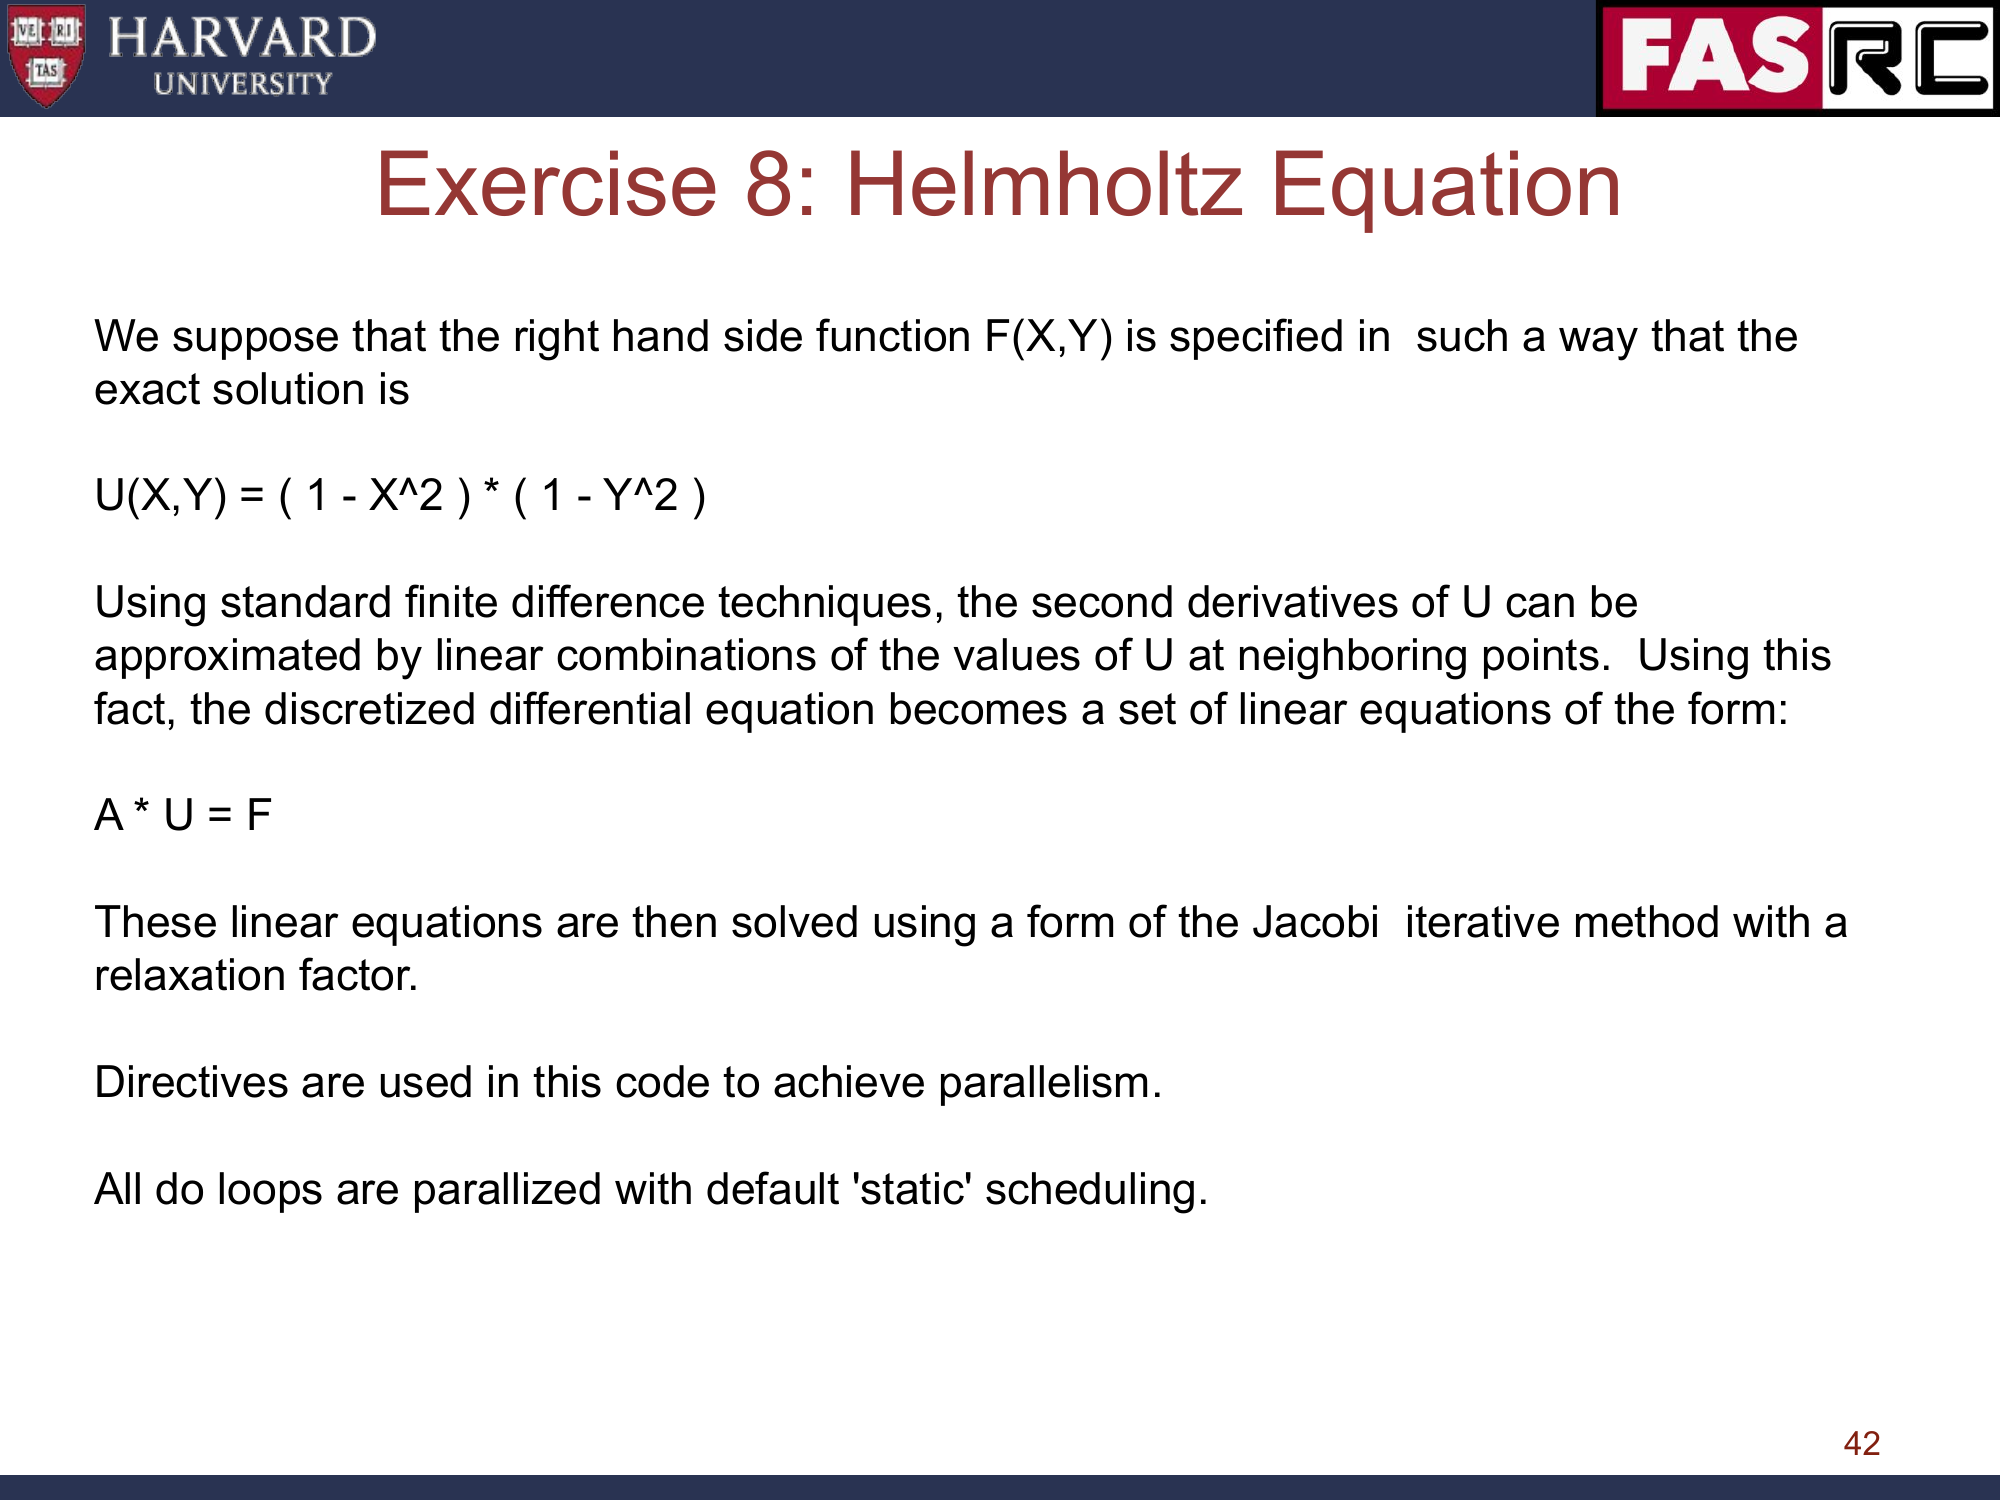 VE RI
TAS
HARVARD
UNIVERSITY
FAS RC
Exercise 8: Helmholtz Equation
We suppose that the right hand side function F(X,Y) is specified in  such a way that the
exact solution is
U(X,Y) = ( 1 - X^2 ) * ( 1 - Y^2 )
Using standard finite difference techniques, the second derivatives of U can be
approximated by linear combinations of the values of U at neighboring points.  Using this
fact, the discretized differential equation becomes a set of linear equations of the form:
A * U = F
These linear equations are then solved using a form of the Jacobi  iterative method with a
relaxation factor.
Directives are used in this code to achieve parallelism.
All do loops are parallized with default 'static' scheduling.
42